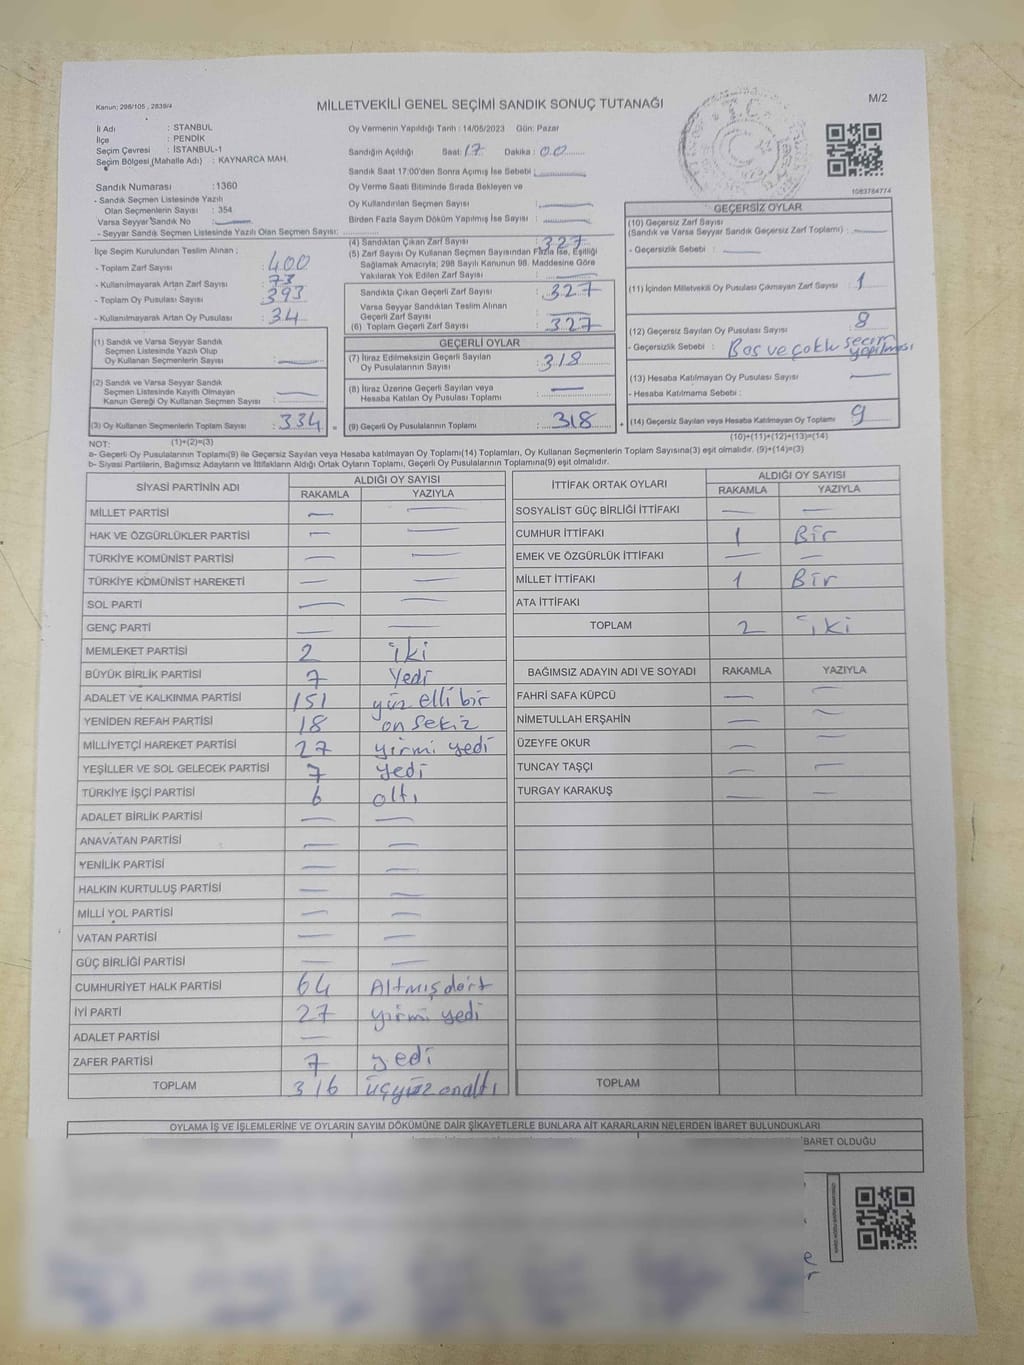 Kanun: 298/105 , 2839/4
MİLLETVEKİLİ GENEL SEÇİMİ SANDIK SONUÇ TUTANAĞI
M/2
İl Adı : STANBUL
İlçe : PENDİK
Seçim Çevresi : İSTANBUL-1
Seçim Bölgesi (Mahalle Adı) : KAYNARCA MAH.
Sandık Numarası : 1360
- Sandık Seçmen Listesinde Yazılı
Olan Seçmenlerin Sayısı : 354
Varsa Seyyar Sandık No :
- Seyyar Sandık Seçmen Listesinde Yazılı Olan Seçmen Sayısı:
Oy Vermenin Yapıldığı Tarih : 14/05/2023 Gün: Pazar
Sandığın Açıldığı Saat: 17 Dakika : 00
Sandık Saat 17.00'den Sonra Açılmış İse Sebebi
Oy Verme Saati Bitiminde Sırada Bekleyen ve
Oy Kullandırılan Seçmen Sayısı
Birden Fazla Sayım Döküm Yapılmış İse Sayısı
1083784774
İlçe Seçim Kurulundan Teslim Alınan ;
- Toplam Zarf Sayısı : 400
- Kullanılmayarak Artan Zarf Sayısı : 73
- Toplam Oy Pusulası Sayısı : 393
- Kullanılmayarak Artan Oy Pusulası : 34
(1) Sandık ve Varsa Seyyar Sandık
Seçmen Listesinde Yazılı Olup
Oy Kullanan Seçmenlerin Sayısı :
(2) Sandık ve Varsa Seyyar Sandık
Seçmen Listesinde Kayıtlı Olmayan
Kanun Gereği Oy Kullanan Seçmen Sayısı :
(3) Oy Kullanan Seçmenlerin Toplam Sayısı : 334
(4) Sandıktan Çıkan Zarf Sayısı : 327
(5) Zarf Sayısı Oy Kullanan Seçmen Sayısından Fazla İse, Eşitliği
Sağlamak Amacıyla; 298 Sayılı Kanunun 98. Maddesine Göre
Yakılarak Yok Edilen Zarf Sayısı :
Sandıkta Çıkan Geçerli Zarf Sayısı : 327
Varsa Seyyar Sandıktan Teslim Alınan
Geçerli Zarf Sayısı :
(6) Toplam Geçerli Zarf Sayısı : 327
GEÇERLİ OYLAR
(7) İtiraz Edilmeksizin Geçerli Sayılan
Oy Pusulalarının Sayısı : 318
(8) İtiraz Üzerine Geçerli Sayılan veya
Hesaba Katılan Oy Pusulası Toplamı :
(9) Geçerli Oy Pusulalarının Toplamı : 318
GEÇERSİZ OYLAR
(10) Geçersiz Zarf Sayısı
(Sandık ve Varsa Seyyar Sandık Geçersiz Zarf Toplamı) :
- Geçersizlik Sebebi :
(11) İçinden Milletvekili Oy Pusulası Çıkmayan Zarf Sayısı : 1
(12) Geçersiz Sayılan Oy Pusulası Sayısı : 8
- Geçersizlik Sebebi : Boş ve çoklu seçim yapılması
(13) Hesaba Katılmayan Oy Pusulası Sayısı :
- Hesaba Katılmama Sebebi :
(14) Geçersiz Sayılan veya Hesaba Katılmayan Oy Toplamı : 9
NOT: (1)+(2)=(3)
(10)+(11)+(12)+(13)=(14)
a- Geçerli Oy Pusulalarının Toplamı(9) ile Geçersiz Sayılan veya Hesaba katılmayan Oy Toplamı(14) Toplamları, Oy Kullanan Seçmenlerin Toplam Sayısına(3) eşit olmalıdır. (9)+(14)=(3)
b- Siyasi Partilerin, Bağımsız Adayların ve İttifakların Aldığı Ortak Oyların Toplamı, Geçerli Oy Pusulalarının Toplamına(9) eşit olmalıdır.
SİYASİ PARTİNİN ADI ALDIĞI OY SAYISI
RAKAMLA YAZIYLA
MİLLET PARTİSİ — —
HAK VE ÖZGÜRLÜKLER PARTİSİ — —
TÜRKİYE KOMÜNİST PARTİSİ — —
TÜRKİYE KOMÜNİST HAREKETİ — —
SOL PARTİ — —
GENÇ PARTİ — —
MEMLEKET PARTİSİ 2 iki
BÜYÜK BİRLİK PARTİSİ 7 Yedi
ADALET VE KALKINMA PARTİSİ 151 yüz elli bir
YENİDEN REFAH PARTİSİ 18 on sekiz
MİLLİYETÇİ HAREKET PARTİSİ 27 yirmi yedi
YEŞİLLER VE SOL GELECEK PARTİSİ 7 yedi
TÜRKİYE İŞÇİ PARTİSİ 6 altı
ADALET BİRLİK PARTİSİ — —
ANAVATAN PARTİSİ — —
YENİLİK PARTİSİ — —
HALKIN KURTULUŞ PARTİSİ — —
MİLLİ YOL PARTİSİ — —
VATAN PARTİSİ — —
GÜÇ BİRLİĞİ PARTİSİ — —
CUMHURİYET HALK PARTİSİ 64 Altmış dört
İYİ PARTİ 27 yirmi yedi
ADALET PARTİSİ —
ZAFER PARTİSİ 7 yedi
TOPLAM 316 üçyüz onaltı
İTTİFAK ORTAK OYLARI ALDIĞI OY SAYISI
RAKAMLA YAZIYLA
SOSYALİST GÜÇ BİRLİĞİ İTTİFAKI — —
CUMHUR İTTİFAKI 1 Bir
EMEK VE ÖZGÜRLÜK İTTİFAKI — —
MİLLET İTTİFAKI 1 Bir
ATA İTTİFAKI
TOPLAM 2 iki
BAĞIMSIZ ADAYIN ADI VE SOYADI RAKAMLA YAZIYLA
FAHRİ SAFA KÜPCÜ — —
NİMETULLAH ERŞAHİN — —
ÜZEYFE OKUR — —
TUNCAY TAŞÇI — —
TURGAY KARAKUŞ — —
TOPLAM
OYLAMA İŞ VE İŞLEMLERİNE VE OYLARIN SAYIM DÖKÜMÜNE DAİR ŞİKAYETLERLE BUNLARA AİT KARARLARIN NELERDEN İBARET BULUNDUKLARI
İBARET OLDUĞU